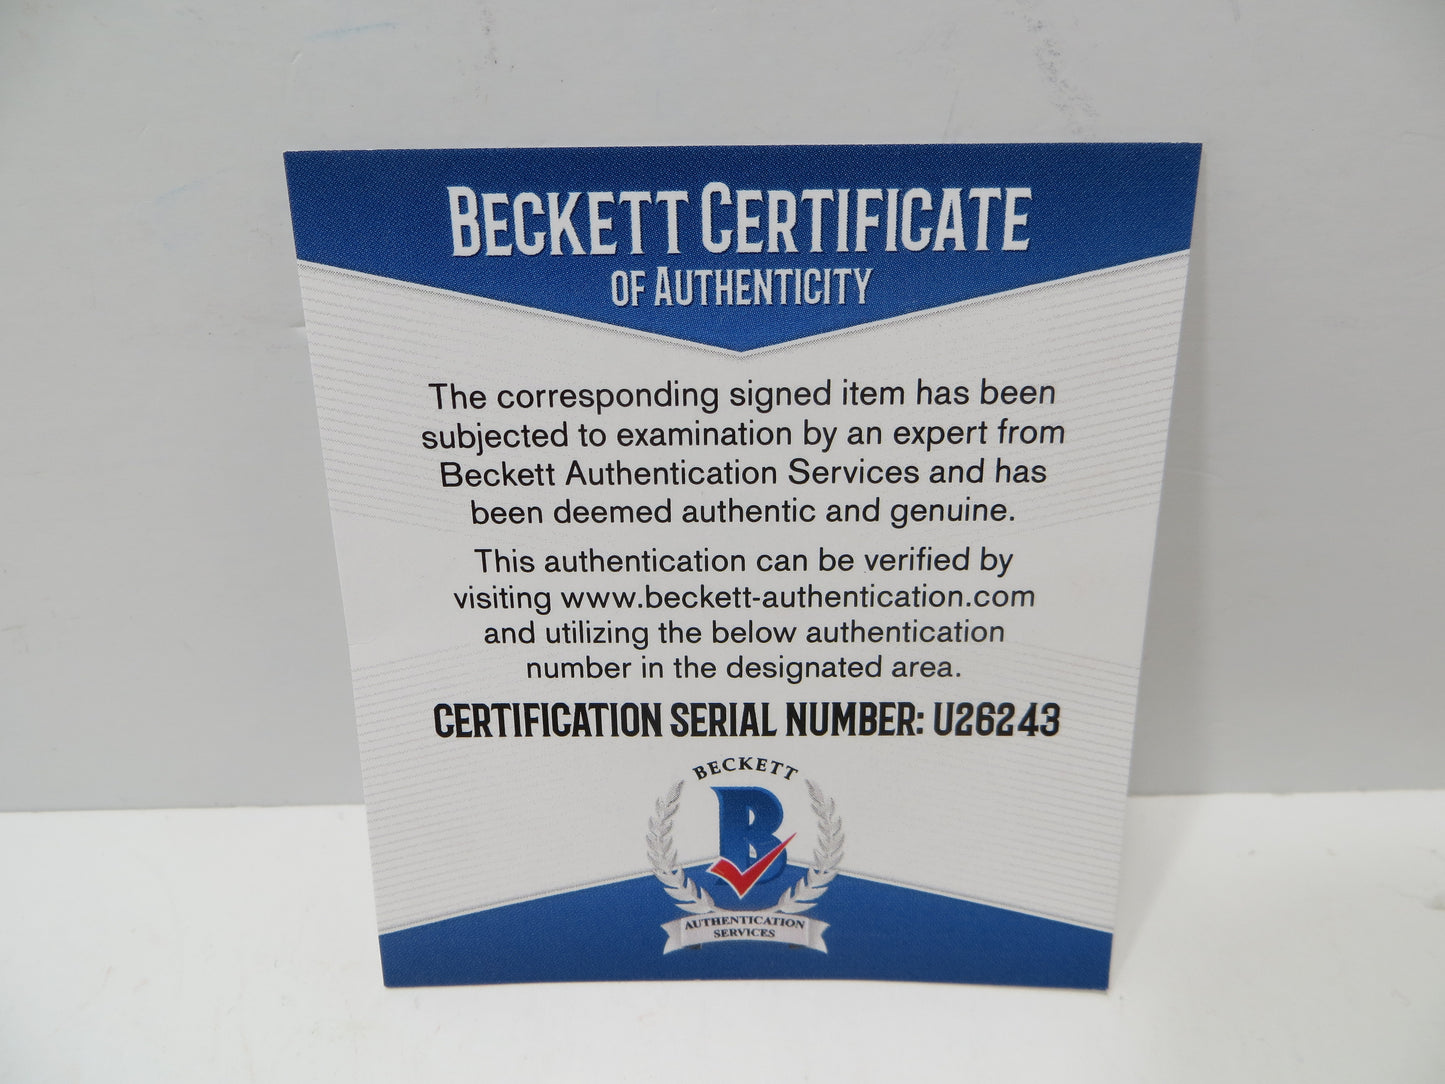 BECKETT CERTIFICATE
OF AUTHENTICITY
The corresponding signed item has been
subjected to examination by an expert from
Beckett Authentication Services and has
been deemed authentic and genuine.
This authentication can be verified by
visiting www.beckett-authentication.com
and utilizing the below authentication
number in the designated area.
CERTIFICATION SERIAL NUMBER: U26243
BECKETT
B
AUTHENTICATION
SERVICES